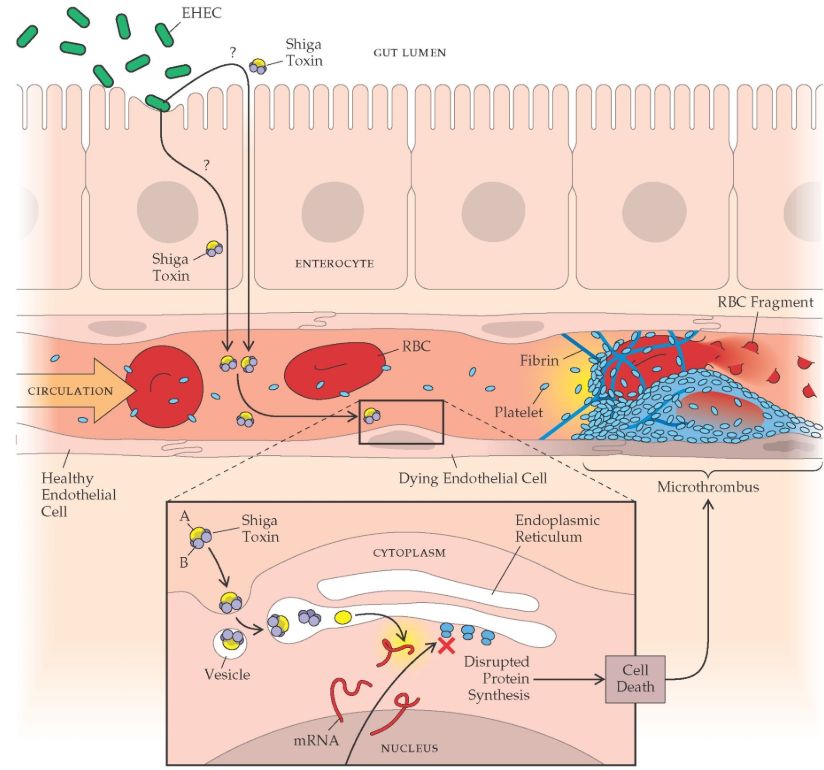 EHEC
?
Shiga
Toxin
GUT LUMEN
?
Shiga
Toxin
ENTEROCYTE
RBC Fragment
RBC
Fibrin
CIRCULATION
Platelet
Healthy
Endothelial
Cell
Dying Endothelial Cell
Microthrombus
A
B
Shiga
Toxin
Endoplasmic
Reticulum
CYTOPLASM
Vesicle
Disrupted
Protein
Synthesis
Cell
Death
mRNA
NUCLEUS